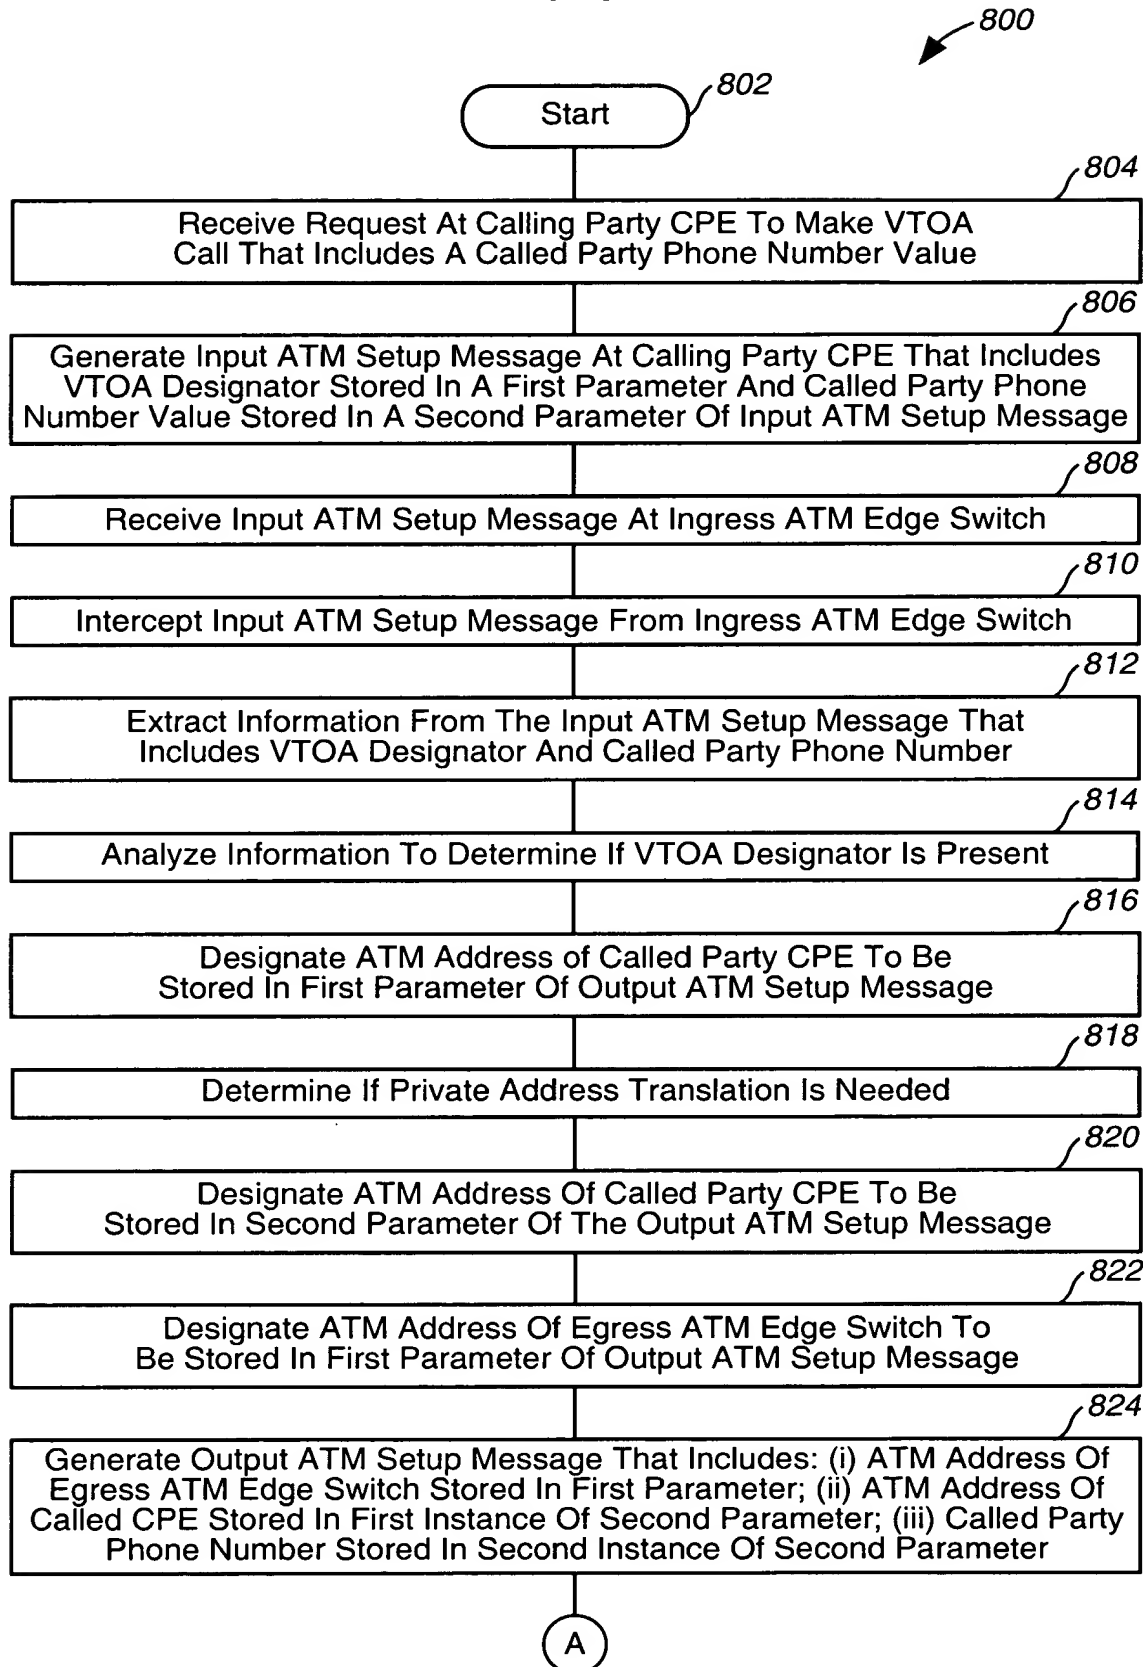 800
802
Start
804
Receive Request At Calling Party CPE To Make VTOA
Call That Includes A Called Party Phone Number Value
806
Generate Input ATM Setup Message At Calling Party CPE That Includes
VTOA Designator Stored In A First Parameter And Called Party Phone
Number Value Stored In A Second Parameter Of Input ATM Setup Message
808
Receive Input ATM Setup Message At Ingress ATM Edge Switch
810
Intercept Input ATM Setup Message From Ingress ATM Edge Switch
812
Extract Information From The Input ATM Setup Message That
Includes VTOA Designator And Called Party Phone Number
814
Analyze Information To Determine If VTOA Designator Is Present
816
Designate ATM Address of Called Party CPE To Be
Stored In First Parameter Of Output ATM Setup Message
818
Determine If Private Address Translation Is Needed
820
Designate ATM Address Of Called Party CPE To Be
Stored In Second Parameter Of The Output ATM Setup Message
822
Designate ATM Address Of Egress ATM Edge Switch To
Be Stored In First Parameter Of Output ATM Setup Message
824
Generate Output ATM Setup Message That Includes: (i) ATM Address Of
Egress ATM Edge Switch Stored In First Parameter; (ii) ATM Address Of
Called CPE Stored In First Instance Of Second Parameter; (iii) Called Party
Phone Number Stored In Second Instance Of Second Parameter
A